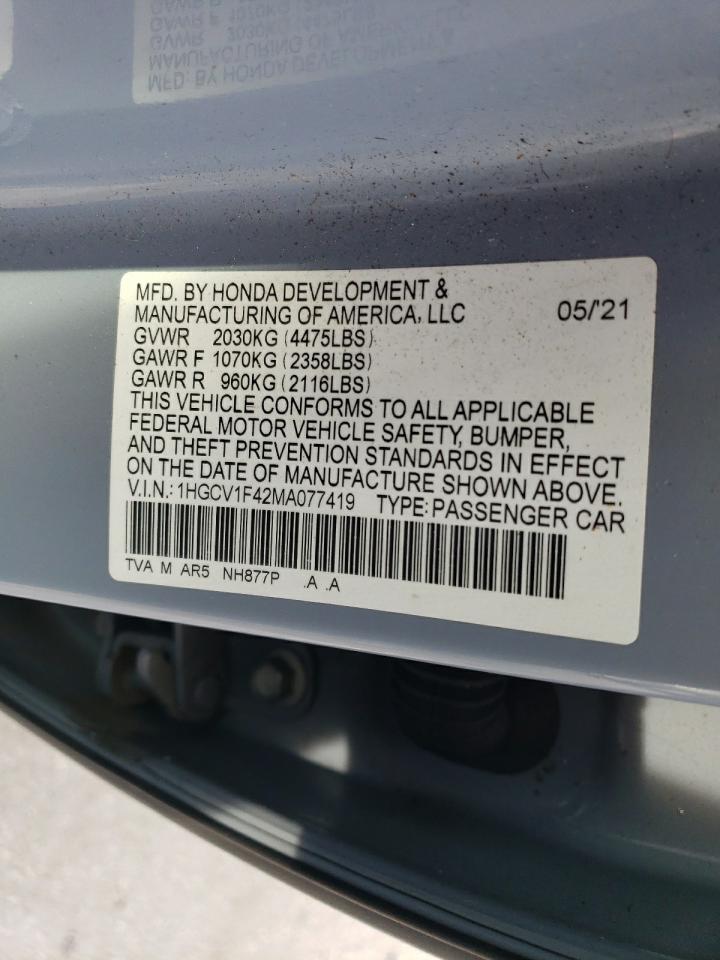 MFD. BY HONDA DEVELOPMENT &
MANUFACTURING OF AMERICA, LLC 05/'21
GVWR 2030KG (4475LBS)
GAWR F 1070KG (2358LBS)
GAWR R 960KG (2116LBS)
THIS VEHICLE CONFORMS TO ALL APPLICABLE
FEDERAL MOTOR VEHICLE SAFETY, BUMPER,
AND THEFT PREVENTION STANDARDS IN EFFECT
ON THE DATE OF MANUFACTURE SHOWN ABOVE.
V.I.N.: 1HGCV1F42MA077419 TYPE: PASSENGER CAR
TVA M AR5 NH877P .A .A